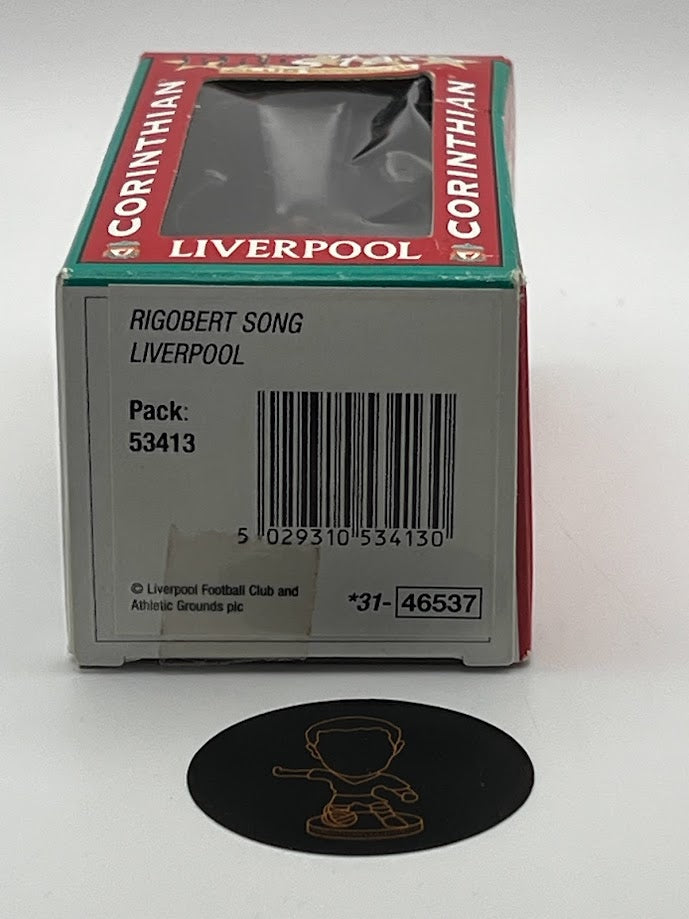 CORINTHIAN
CORINTHIAN
LIVERPOOL
RIGOBERT SONG
LIVERPOOL
Pack:
53413
5 029310 534130
© Liverpool Football Club and
Athletic Grounds plc
*31- 46537